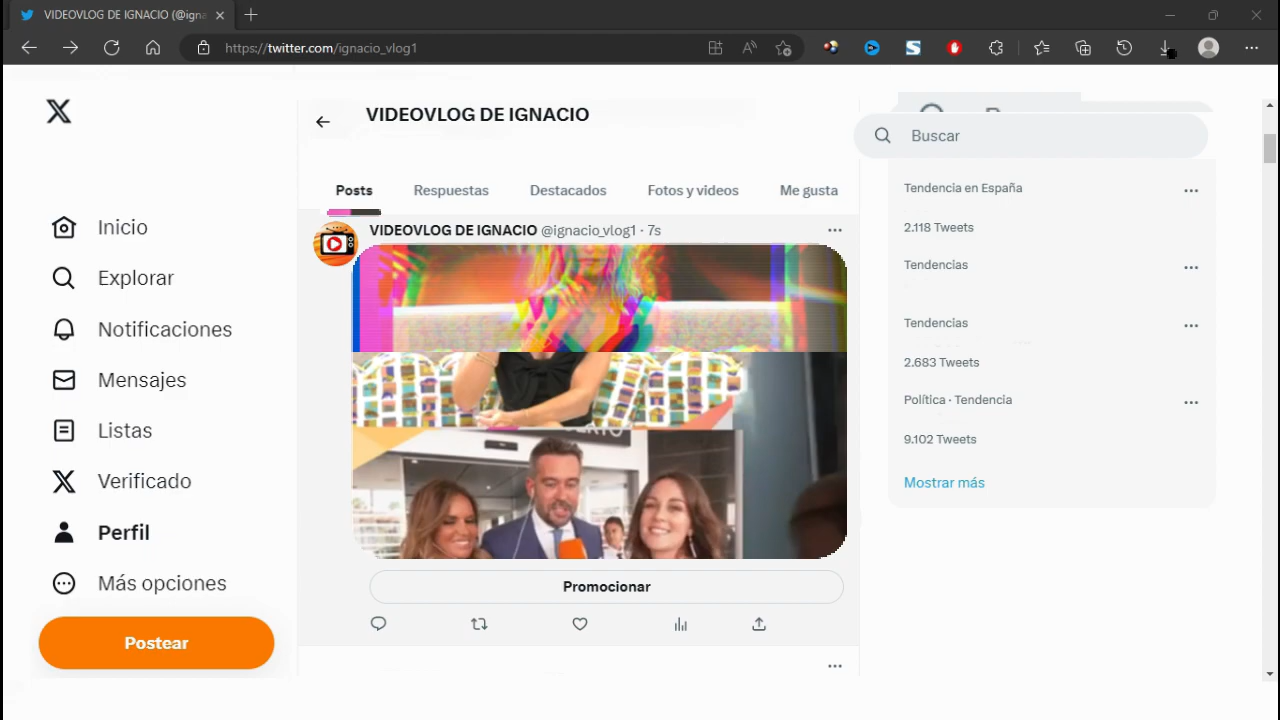 VIDEOVLOG DE IGNACIO (@igna
https://twitter.com/ignacio_vlog1
VIDEOVLOG DE IGNACIO
Buscar
Posts
Respuestas
Destacados
Fotos y videos
Me gusta
Inicio
Explorar
Notificaciones
Mensajes
Listas
Verificado
Perfil
Más opciones
Postear
VIDEOVLOG DE IGNACIO @ignacio_vlog1 · 7s
Promocionar
Tendencia en España
2.118 Tweets
Tendencias
Tendencias
2.683 Tweets
Política · Tendencia
9.102 Tweets
Mostrar más